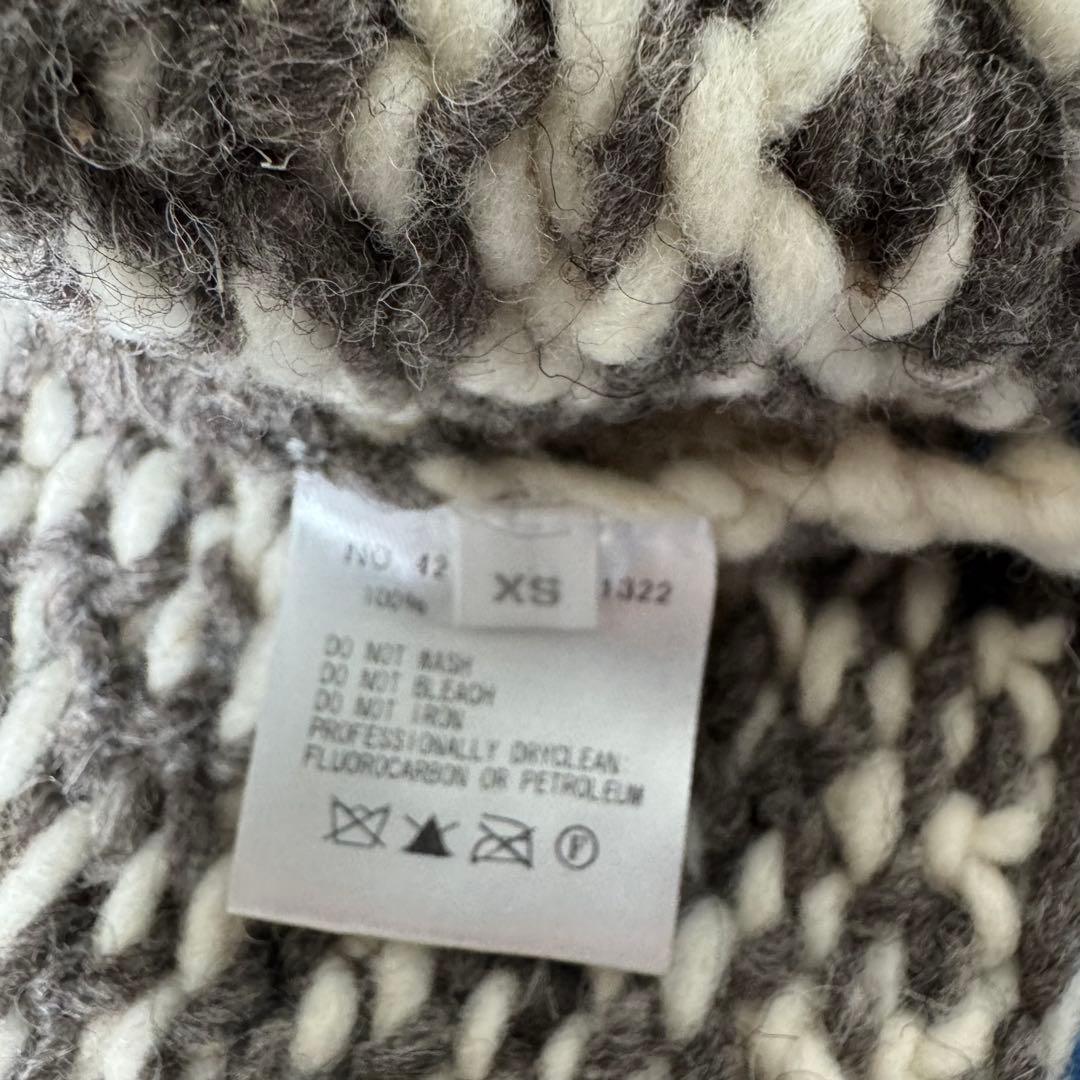 NO 42
XS
1322
100%
DO NOT WASH
DO NOT BLEACH
DO NOT IRON
PROFESSIONALLY DRYCLEAN:
FLUOROCARBON OR PETROLEUM
F